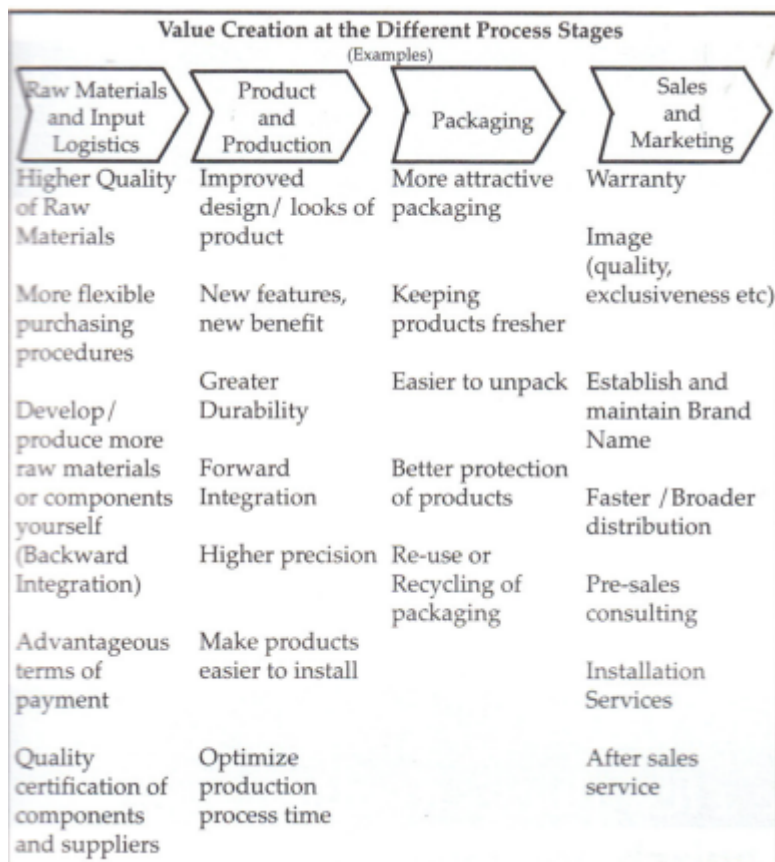 Value Creation at the Different Process Stages
(Examples)
Raw Materials
and Input
Logistics
Product
and
Production
Packaging
Sales
and
Marketing
Higher Quality
of Raw
Materials
More flexible
purchasing
procedures
Develop/
produce more
raw materials
or components
yourself
(Backward
Integration)
Advantageous
terms of
payment
Quality
certification of
components
and suppliers
Improved
design/ looks of
product
New features,
new benefit
Greater
Durability
Forward
Integration
Higher precision
Make products
easier to install
Optimize
production
process time
More attractive
packaging
Keeping
products fresher
Easier to unpack
Better protection
of products
Re-use or
Recycling of
packaging
Warranty
Image
(quality,
exclusiveness etc)
Establish and
maintain Brand
Name
Faster /Broader
distribution
Pre-sales
consulting
Installation
Services
After sales
service